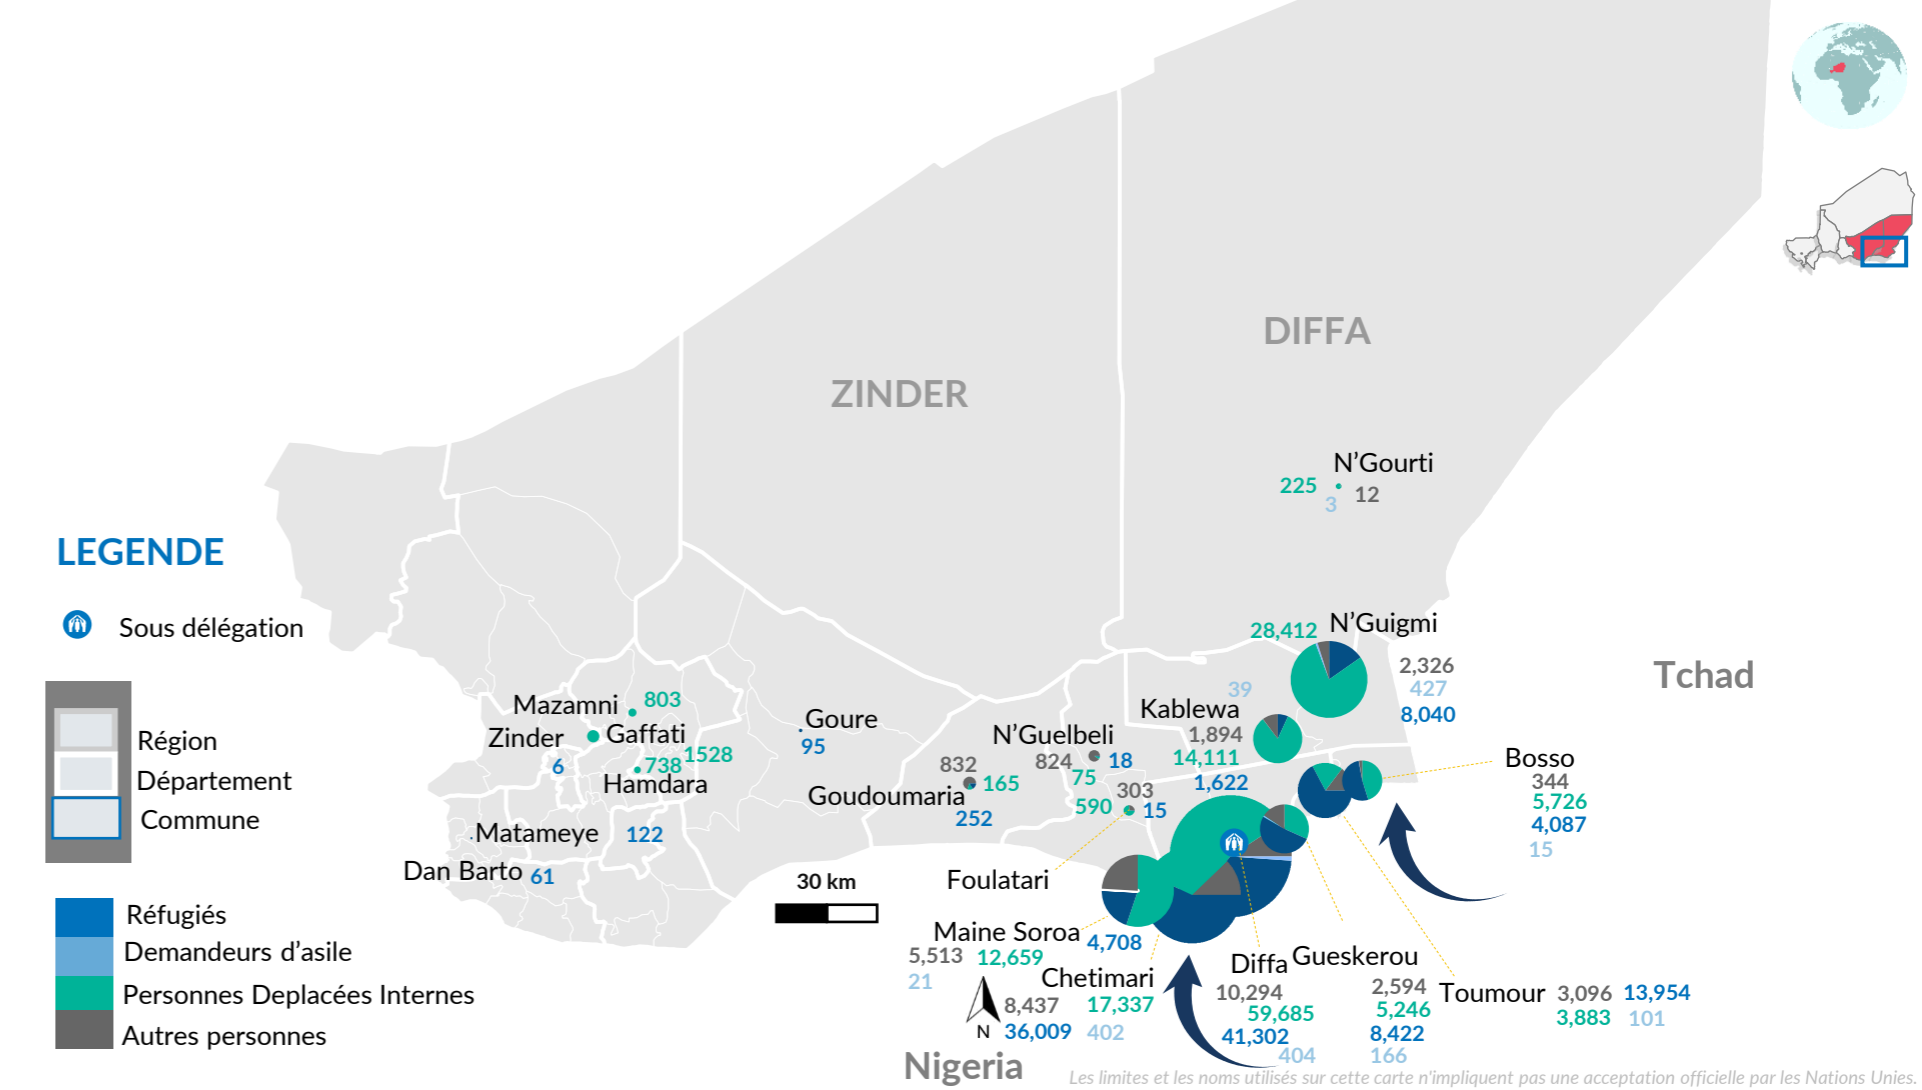 DIFFA
ZINDER
N’Gourti
225
12
3
LEGENDE
Sous délégation
Région
Département
Commune
Réfugiés
Demandeurs d’asile
Personnes Deplacées Internes
Autres personnes
28,412
N’Guigmi
2,326
427
8,040
Tchad
39
Kablewa
1,894
14,111
1,622
Mazamni
803
Zinder
Gaffati
1528
6
738
Hamdara
Goure
95
N’Guelbeli
824
18
75
832
165
Goudoumaria
252
303
590
15
Bosso
344
5,726
4,087
15
Matameye
122
Dan Barto
61
30 km
Foulatari
Maine Soroa
4,708
5,513
12,659
21
Chetimari
8,437
17,337
36,009
402
N
Diffa
10,294
59,685
41,302
404
Gueskerou
2,594
5,246
8,422
166
Toumour
3,096
13,954
3,883
101
Nigeria
Les limites et les noms utilisés sur cette carte n'impliquent pas une acceptation officielle par les Nations Unies.